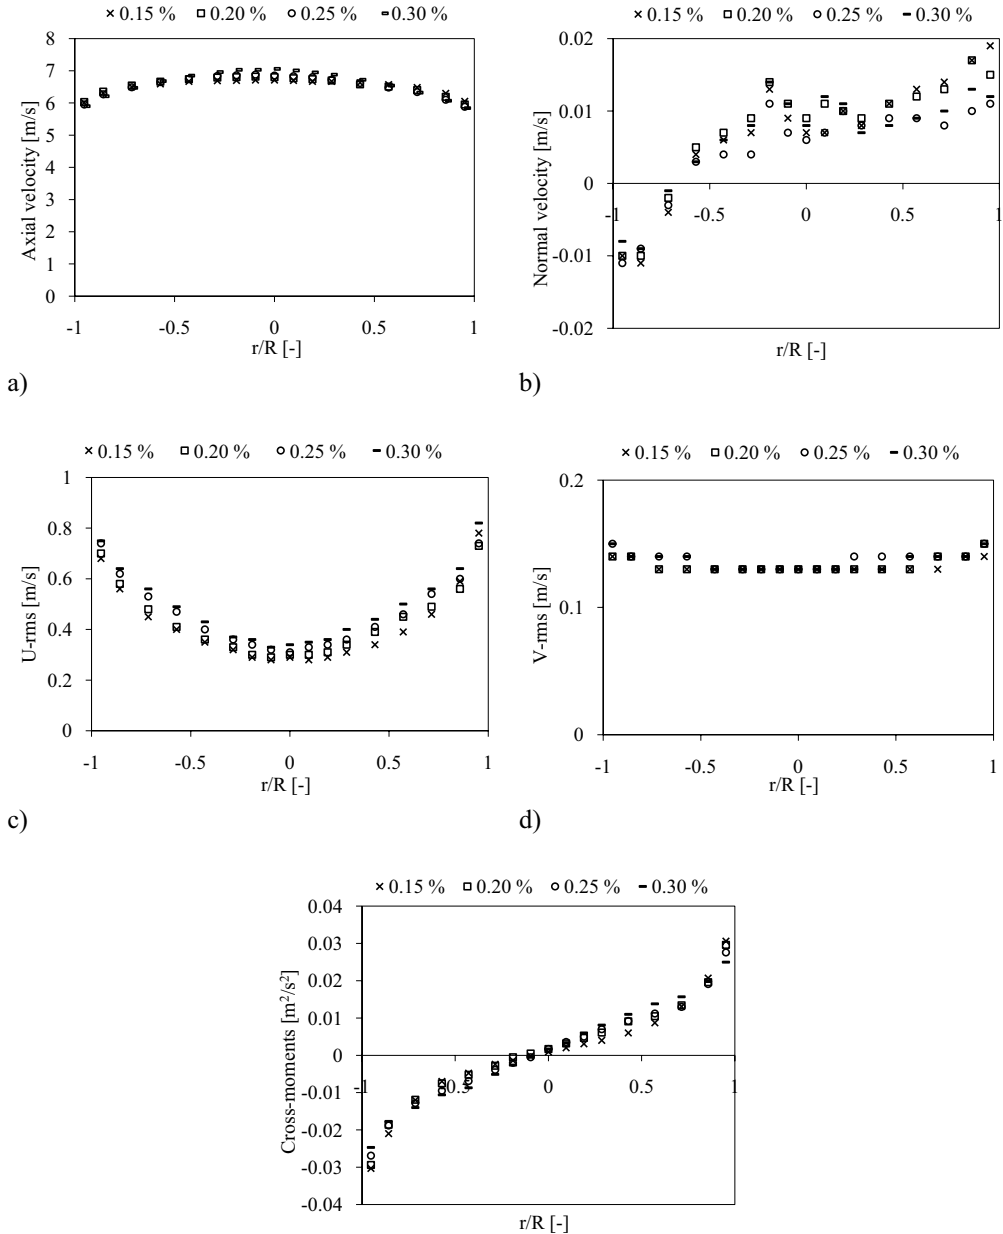 × 0.15 % □ 0.20 % ○ 0.25 % - 0.30 %
8
7
6
5
4
3
2
1
0
Axial velocity [m/s]
-1 -0.5 0 0.5 1
r/R [-]
a)
× 0.15 % □ 0.20 % ○ 0.25 % - 0.30 %
0.02
0.01
0
-0.01
-0.02
Normal velocity [m/s]
-1 -0.5 0 0.5 1
r/R [-]
b)
× 0.15 % □ 0.20 % ○ 0.25 % - 0.30 %
1
0.8
0.6
0.4
0.2
0
U-rms [m/s]
-1 -0.5 0 0.5 1
r/R [-]
c)
× 0.15 % □ 0.20 % ○ 0.25 % - 0.30 %
0.2
0.1
0
V-rms [m/s]
-1 -0.5 0 0.5 1
r/R [-]
d)
× 0.15 % □ 0.20 % ○ 0.25 % - 0.30 %
0.04
0.03
0.02
0.01
0
-0.01
-0.02
-0.03
-0.04
Cross-moments [m²/s²]
-1 -0.5 0 0.5 1
r/R [-]